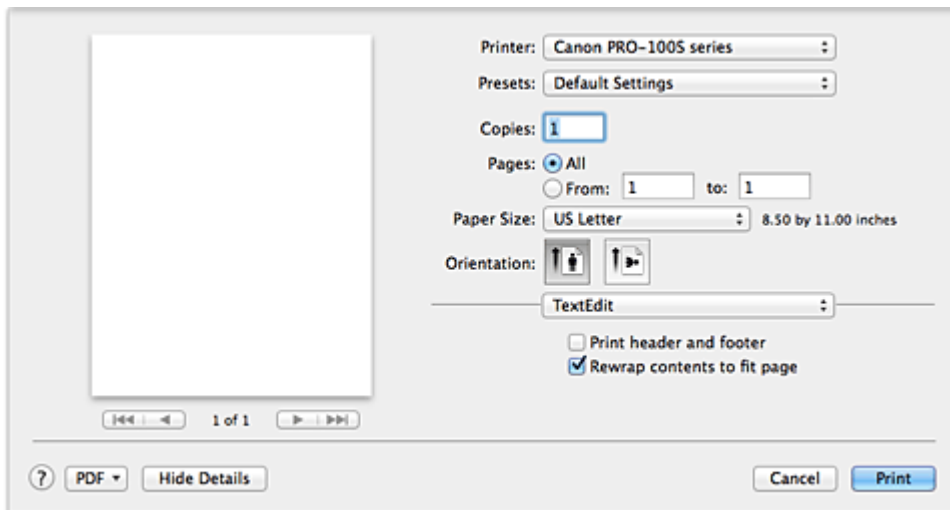 Printer: Canon PRO-100S series
Presets: Default Settings
Copies: 1
Pages: All
From: 1 to: 1
Paper Size: US Letter 8.50 by 11.00 inches
Orientation:
TextEdit
Print header and footer
Rewrap contents to fit page
1 of 1
? PDF Hide Details Cancel Print